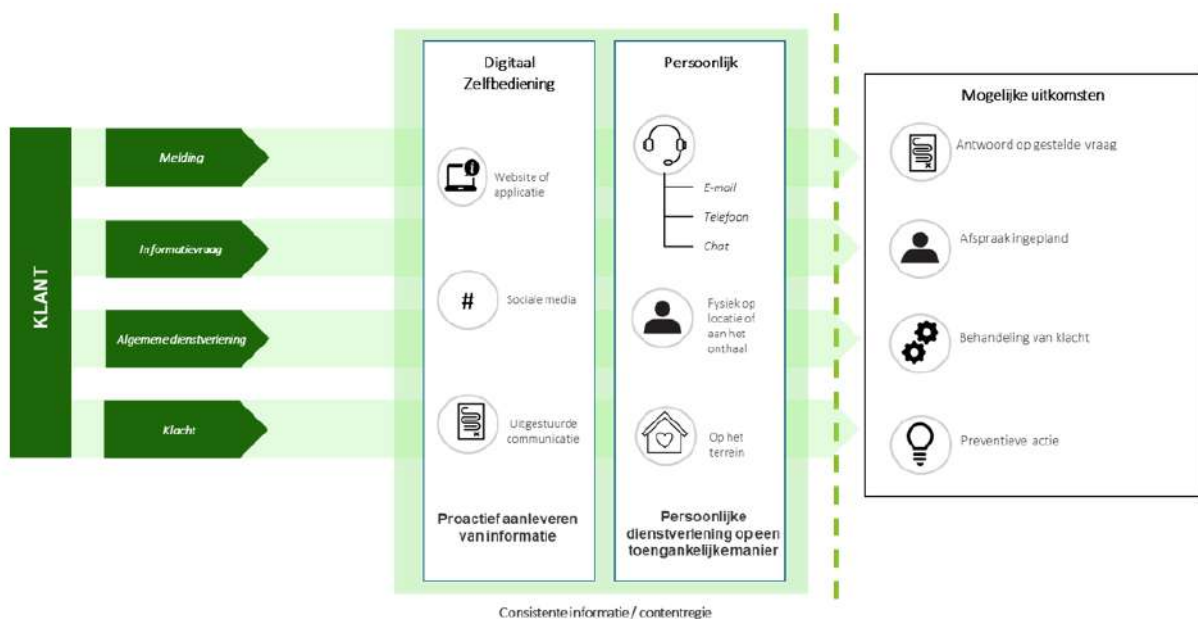 KLANT
Melding
Informatievraag
Algemene dienstverlening
Klacht
Digitaal
Zelfbediening
Website of
applicatie
#
Sociale media
Uitgestuurde
communicatie
Proactief aanleveren
van informatie
Persoonlijk
E-mail
Telefoon
Chat
Fysiek op
locatie of
aan het
onthaal
Op het
terrein
Persoonlijke
dienstverlening op een
toengankelijke manier
Consistente informatie / contentregie
Mogelijke uitkomsten
Antwoord op gestelde vraag
Afspraak ingepland
Behandeling van klacht
Preventieve actie